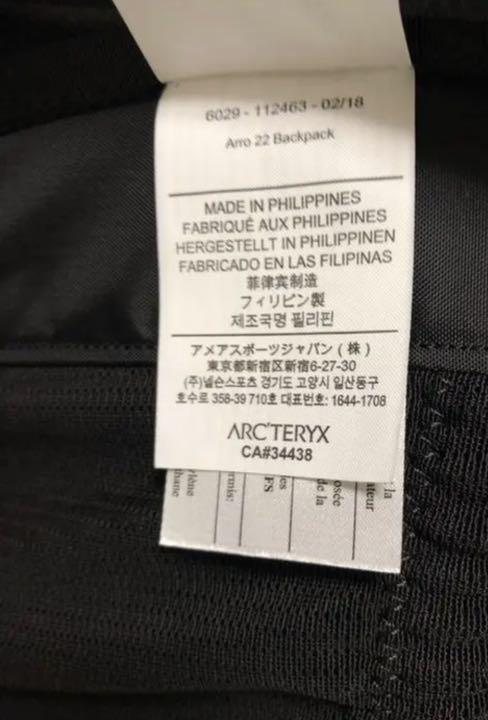 6029 - 112463 - 02/18
Arro 22 Backpack
MADE IN PHILIPPINES
FABRIQUÉ AUX PHILIPPINES
HERGESTELLT IN PHILIPPINEN
FABRICADO EN LAS FILIPINAS
菲律宾制造
フィリピン製
제조국명 필리핀
アメアスポーツジャパン(株)
東京都新宿区新宿6-27-30
(주)넬슨스포츠 경기도 고양시 일산동구
호수로 358-39 710호 대표번호: 1644-1708
ARC'TERYX
CA#34438